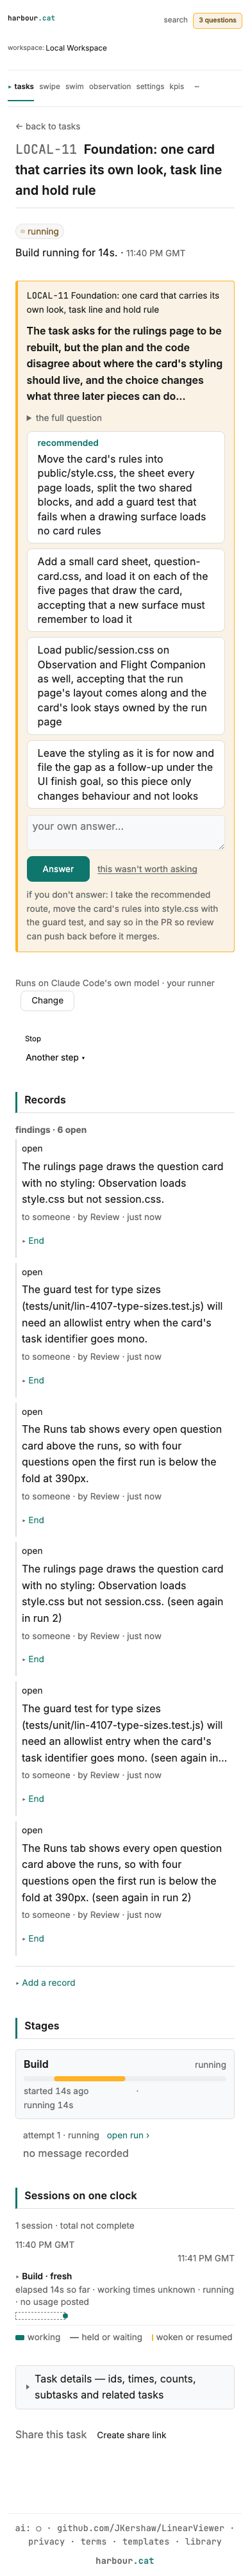 harbour.cat
search
3 questions
workspace: Local Workspace
▸ tasks swipe swim observation settings kpis ⋯
← back to tasks
LOCAL-11 Foundation: one card
that carries its own look, task line
and hold rule
running
Build running for 14s. · 11:40 PM GMT
LOCAL-11 Foundation: one card that carries its
own look, task line and hold rule
The task asks for the rulings page to be
rebuilt, but the plan and the code
disagree about where the card's styling
should live, and the choice changes
what three later pieces can do...
▶ the full question
recommended
Move the card's rules into
public/style.css, the sheet every
page loads, split the two shared
blocks, and add a guard test that
fails when a drawing surface loads
no card rules
Add a small card sheet, question-
card.css, and load it on each of the
five pages that draw the card,
accepting that a new surface must
remember to load it
Load public/session.css on
Observation and Flight Companion
as well, accepting that the run
page's layout comes along and the
card's look stays owned by the run
page
Leave the styling as it is for now and
file the gap as a follow-up under the
UI finish goal, so this piece only
changes behaviour and not looks
your own answer...
Answer
this wasn't worth asking
if you don't answer: I take the recommended
route, move the card's rules into style.css with
the guard test, and say so in the PR so review
can push back before it merges.
Runs on Claude Code's own model · your runner
Change
Stop
Another step ▾
Records
findings · 6 open
open
The rulings page draws the question card
with no styling: Observation loads
style.css but not session.css.
to someone · by Review · just now
▸ End
open
The guard test for type sizes
(tests/unit/lin-4107-type-sizes.test.js) will
need an allowlist entry when the card's
task identifier goes mono.
to someone · by Review · just now
▸ End
open
The Runs tab shows every open question
card above the runs, so with four
questions open the first run is below the
fold at 390px.
to someone · by Review · just now
▸ End
open
The rulings page draws the question card
with no styling: Observation loads
style.css but not session.css. (seen again
in run 2)
to someone · by Review · just now
▸ End
open
The guard test for type sizes
(tests/unit/lin-4107-type-sizes.test.js) will
need an allowlist entry when the card's
task identifier goes mono. (seen again in...
to someone · by Review · just now
▸ End
open
The Runs tab shows every open question
card above the runs, so with four
questions open the first run is below the
fold at 390px. (seen again in run 2)
to someone · by Review · just now
▸ End
▸ Add a record
Stages
Build
running
started 14s ago ·
running 14s
attempt 1 · running open run ›
no message recorded
Sessions on one clock
1 session · total not complete
11:40 PM GMT
11:41 PM GMT
▸ Build · fresh
elapsed 14s so far · working times unknown · running
· no usage posted
working held or waiting woken or resumed
▸ Task details — ids, times, counts,
subtasks and related tasks
Share this task Create share link
ai: ○ · github.com/JKershaw/LinearViewer ·
privacy · terms · templates · library
harbour.cat